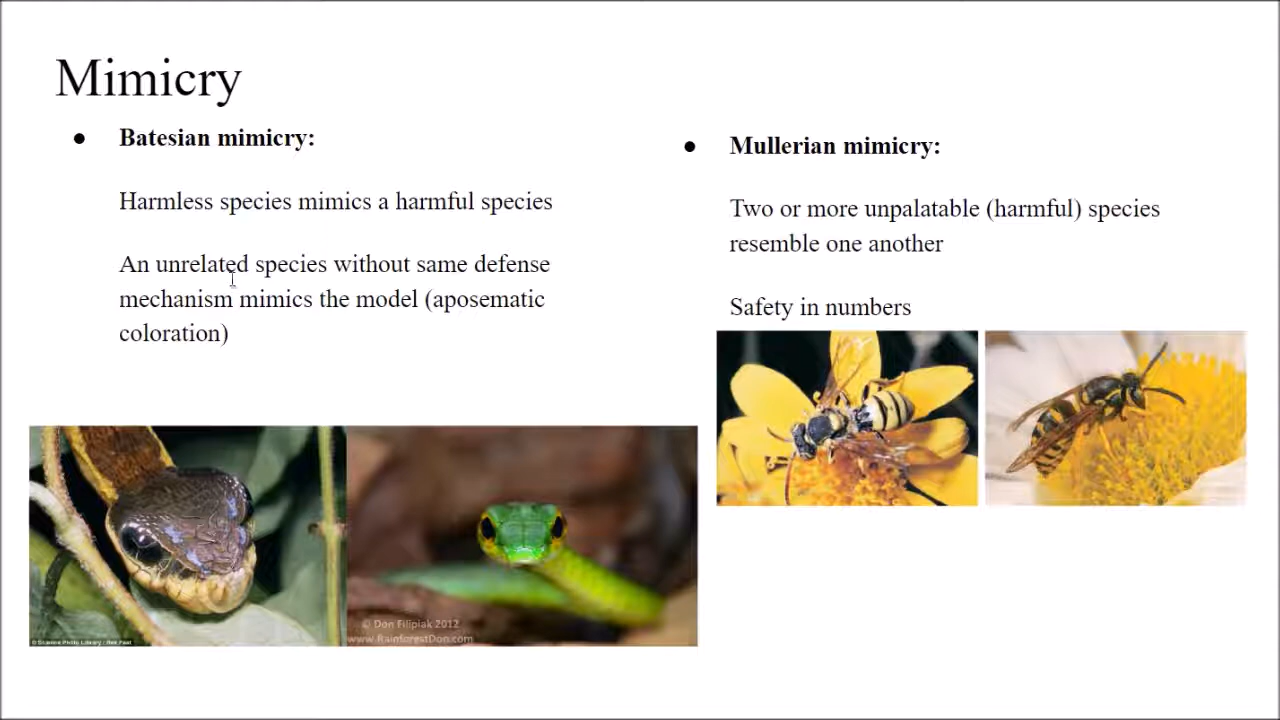 Mimicry
Batesian mimicry:
Harmless species mimics a harmful species
An unrelated species without same defense
mechanism mimics the model (aposematic
coloration)
Mullerian mimicry:
Two or more unpalatable (harmful) species
resemble one another
Safety in numbers
© Don Filipiak 2012
www.RainforestDon.com